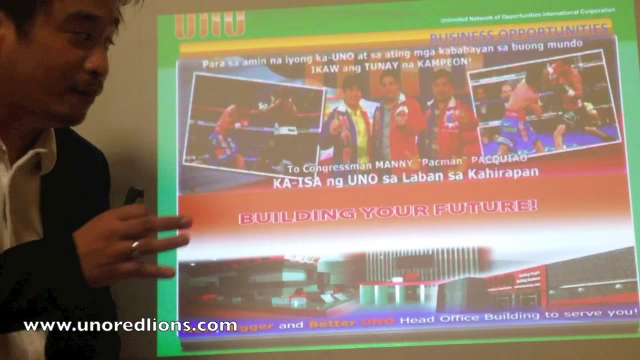 UNO
Unlimited Network of Opportunities International Corporation
BUSINESS OPPORTUNITIES
Para sa amin na iyong ka-UNO at sa ating mga kababayan sa buong mundo
IKAW ang TUNAY na KAMPEON!
To Congressman MANNY "Pacman" PACQUIAO
KA-ISA ng UNO sa Laban sa Kahirapan
BUILDING YOUR FUTURE!
and Better UNO Head Office Building to serve you!
www.unoredlions.com